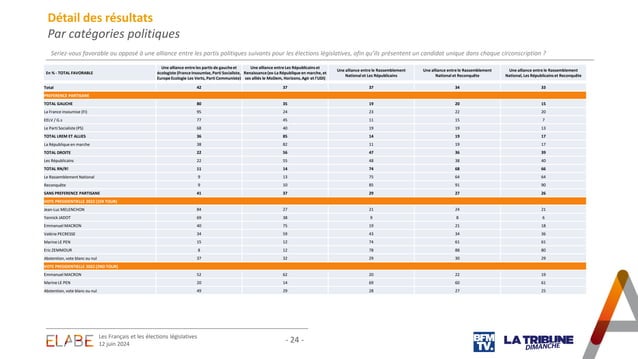 Détail des résultats
Par catégories politiques
Seriez-vous favorable ou opposé à une alliance entre les partis politiques suivants pour les élections législatives, afin qu'ils présentent un candidat unique dans chaque circonscription ?
En % - TOTAL FAVORABLE
Une alliance entre les partis de gauche et écologiste (France Insoumise, Parti Socialiste, Europe Ecologie Les Verts, Parti Communiste)
Une alliance entre Les Républicains et Renaissance (ex La République en marche, et ses alliés le MoDem, Horizons, Agir et l'UDI)
Une alliance entre le Rassemblement National et Les Républicains
Une alliance entre le Rassemblement National et Reconquête
Une alliance entre le Rassemblement National, Les Républicains et Reconquête
Total 42 37 37 34 33
PREFERENCE PARTISANE
TOTAL GAUCHE 80 35 19 20 15
La France insoumise (FI) 95 24 23 22 20
EELV / G.s 77 45 11 15 7
Le Parti Socialiste (PS) 68 40 19 19 13
TOTAL LREM ET ALLIES 36 85 14 19 17
La République en marche 38 82 11 19 17
TOTAL DROITE 22 56 47 36 39
Les Républicains 22 55 48 38 40
TOTAL RN/R! 11 14 74 68 66
Le Rassemblement National 9 13 75 64 64
Reconquête 9 10 85 91 90
SANS PREFERENCE PARTISANE 41 37 29 27 26
VOTE PRESIDENTIELLE 2022 (1ER TOUR)
Jean-Luc MELENCHON 84 27 21 24 21
Yannick JADOT 69 38 9 8 6
Emmanuel MACRON 40 75 19 21 18
Valérie PECRESSE 34 59 43 34 36
Marine LE PEN 15 12 74 61 61
Eric ZEMMOUR 8 12 78 86 80
Abstention, vote blanc ou nul 37 32 29 30 29
VOTE PRESIDENTIELLE 2022 (2ND TOUR)
Emmanuel MACRON 52 62 20 22 19
Marine LE PEN 20 14 69 60 61
Abstention, vote blanc ou nul 49 29 28 27 25
ELABE
Les Français et les élections législatives
12 juin 2024
- 24 -
BFM
TV.
LA TRIBUNE
DIMANCHE